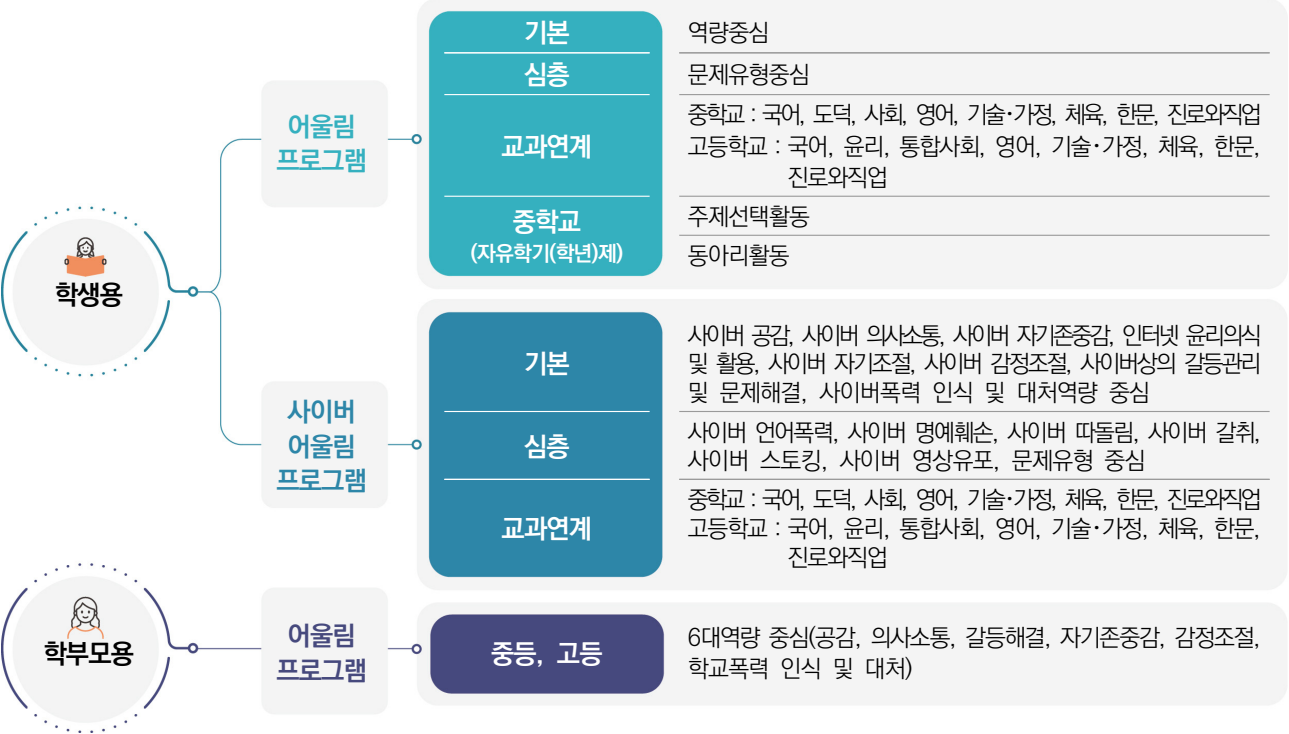 학생용
어울림
프로그램
기본
역량중심
심층
문제유형중심
교과연계
중학교 : 국어, 도덕, 사회, 영어, 기술·가정, 체육, 한문, 진로와직업
고등학교 : 국어, 윤리, 통합사회, 영어, 기술·가정, 체육, 한문,
진로와직업
중학교
(자유학기(학년)제)
주제선택활동
동아리활동
사이버
어울림
프로그램
기본
사이버 공감, 사이버 의사소통, 사이버 자기존중감, 인터넷 윤리의식
및 활용, 사이버 자기조절, 사이버 감정조절, 사이버상의 갈등관리
및 문제해결, 사이버폭력 인식 및 대처역량 중심
심층
사이버 언어폭력, 사이버 명예훼손, 사이버 따돌림, 사이버 갈취,
사이버 스토킹, 사이버 영상유포, 문제유형 중심
교과연계
중학교 : 국어, 도덕, 사회, 영어, 기술·가정, 체육, 한문, 진로와직업
고등학교 : 국어, 윤리, 통합사회, 영어, 기술·가정, 체육, 한문,
진로와직업
학부모용
어울림
프로그램
중등, 고등
6대역량 중심(공감, 의사소통, 갈등해결, 자기존중감, 감정조절,
학교폭력 인식 및 대처)